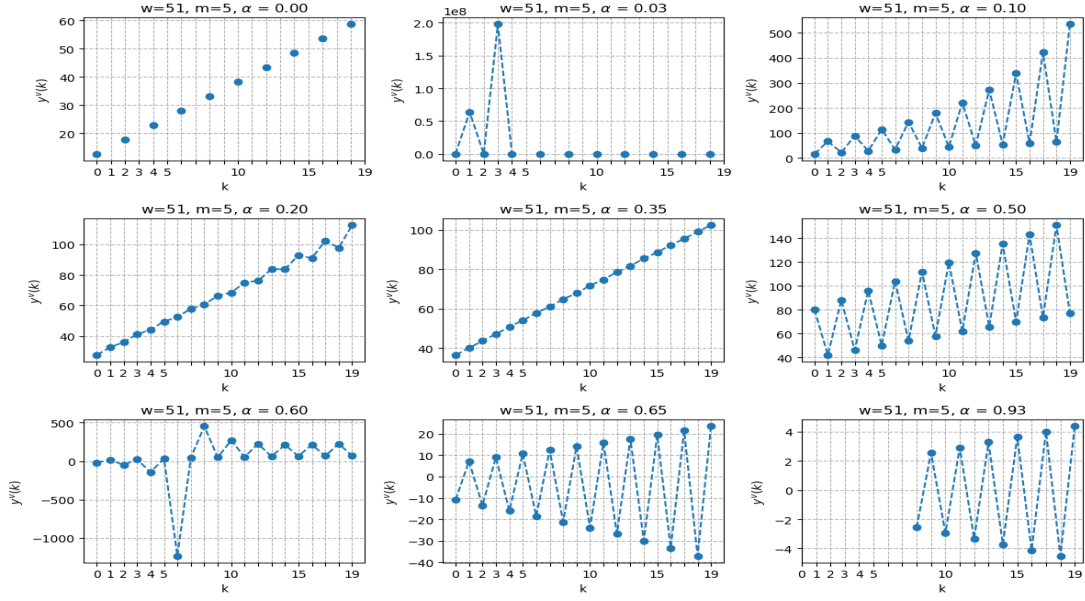 w=51, m=5, α = 0.00
60
50
40
30
20
yᵛ(k)
0 2 3 4 5 10 15 19
k
w=51, m=5, α = 0.03
1e8
2.0
1.5
1.0
0.5
0.0
yᵛ(k)
0 1 2 3 4 5 10 15 19
k
w=51, m=5, α = 0.10
500
400
300
200
100
0
yᵛ(k)
0 1 2 3 4 5 10 15 19
k
w=51, m=5, α = 0.20
100
80
60
40
yᵛ(k)
0 1 2 3 4 5 10 15 19
k
w=51, m=5, α = 0.35
100
80
60
40
yᵛ(k)
0 1 2 3 4 5 10 15 19
k
w=51, m=5, α = 0.50
140
120
100
80
60
40
yᵛ(k)
0 1 2 3 4 5 10 15 19
k
w=51, m=5, α = 0.60
500
0
−500
−1000
yᵛ(k)
0 1 2 3 4 5 10 15 19
k
w=51, m=5, α = 0.65
20
10
0
−10
−20
−30
−40
yᵛ(k)
0 1 2 3 4 5 10 15 19
k
w=51, m=5, α = 0.93
4
2
0
−2
−4
yᵛ(k)
0 1 2 3 4 5 10 15 19
k